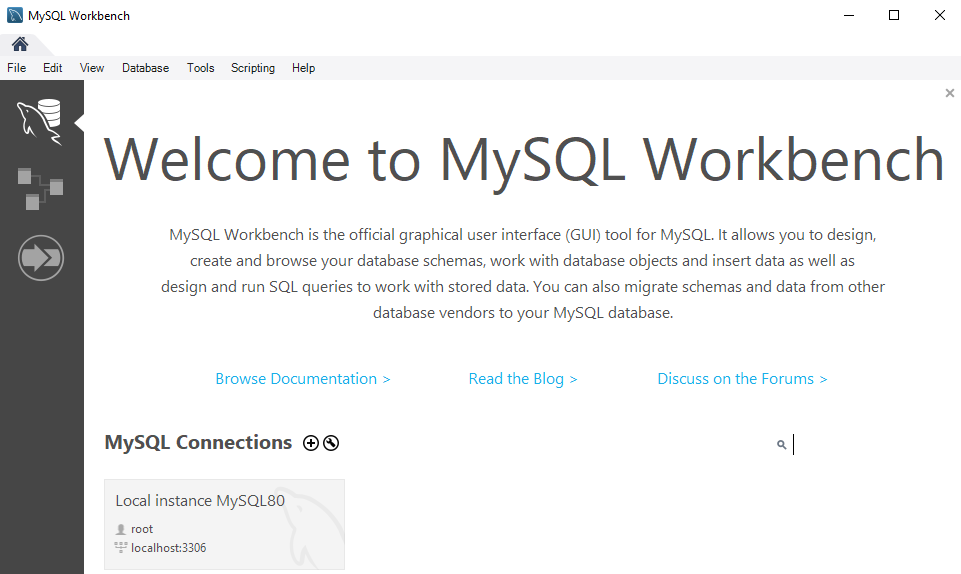 MySQL Workbench
File Edit View Database Tools Scripting Help
Welcome to MySQL Workbench
MySQL Workbench is the official graphical user interface (GUI) tool for MySQL. It allows you to design,
create and browse your database schemas, work with database objects and insert data as well as
design and run SQL queries to work with stored data. You can also migrate schemas and data from other
database vendors to your MySQL database.
Browse Documentation > Read the Blog > Discuss on the Forums >
MySQL Connections
Local instance MySQL80
root
localhost:3306